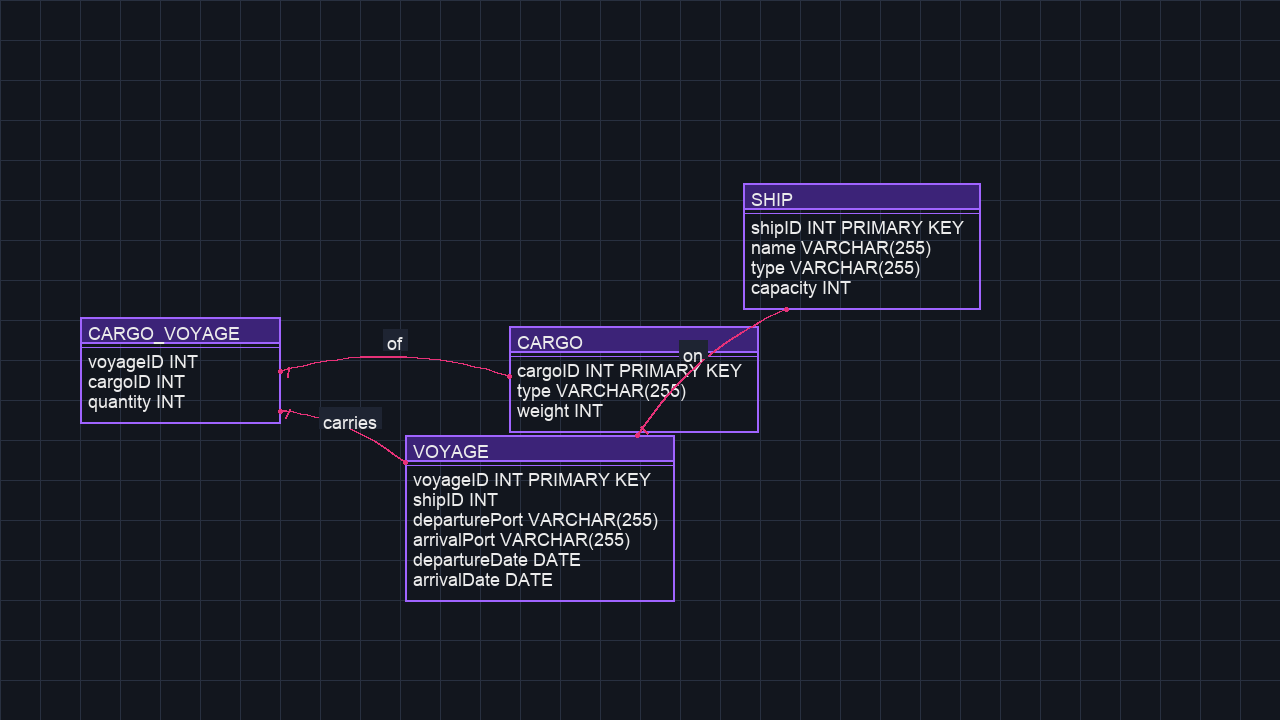 SHIP
shipID INT PRIMARY KEY
name VARCHAR(255)
type VARCHAR(255)
capacity INT
CARGO_VOYAGE
voyageID INT
cargoID INT
quantity INT
of
CARGO
cargoID INT PRIMARY KEY
type VARCHAR(255)
weight INT
on
carries
VOYAGE
voyageID INT PRIMARY KEY
shipID INT
departurePort VARCHAR(255)
arrivalPort VARCHAR(255)
departureDate DATE
arrivalDate DATE